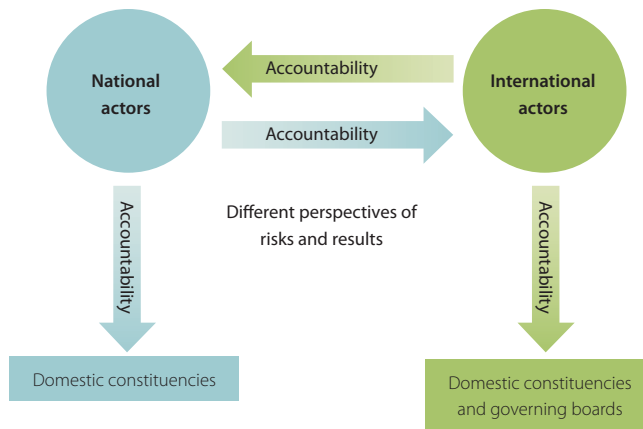 National
actors
Accountability
International
actors
Accountability
Different perspectives of
risks and results
Accountability
Accountability
Domestic constituencies
Domestic constituencies
and governing boards